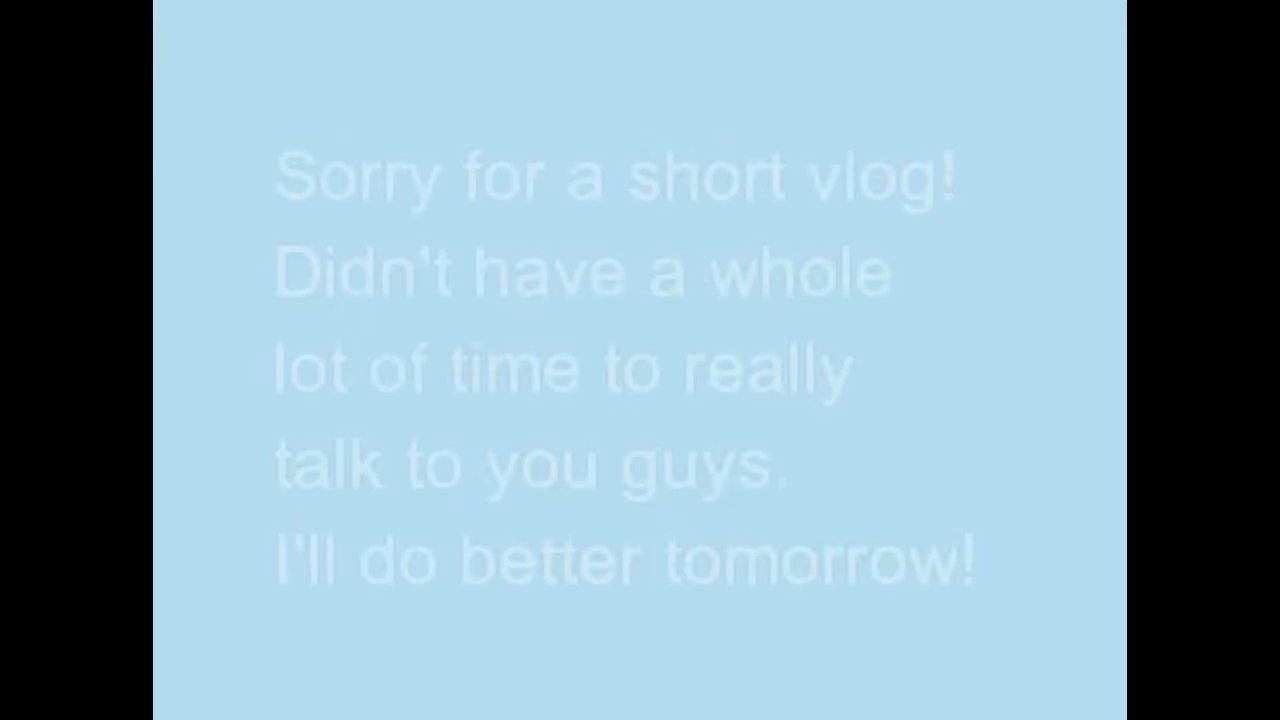 Sorry for a short vlog!
Didn't have a whole
lot of time to really
talk to you guys.
I'll do better tomorrow!